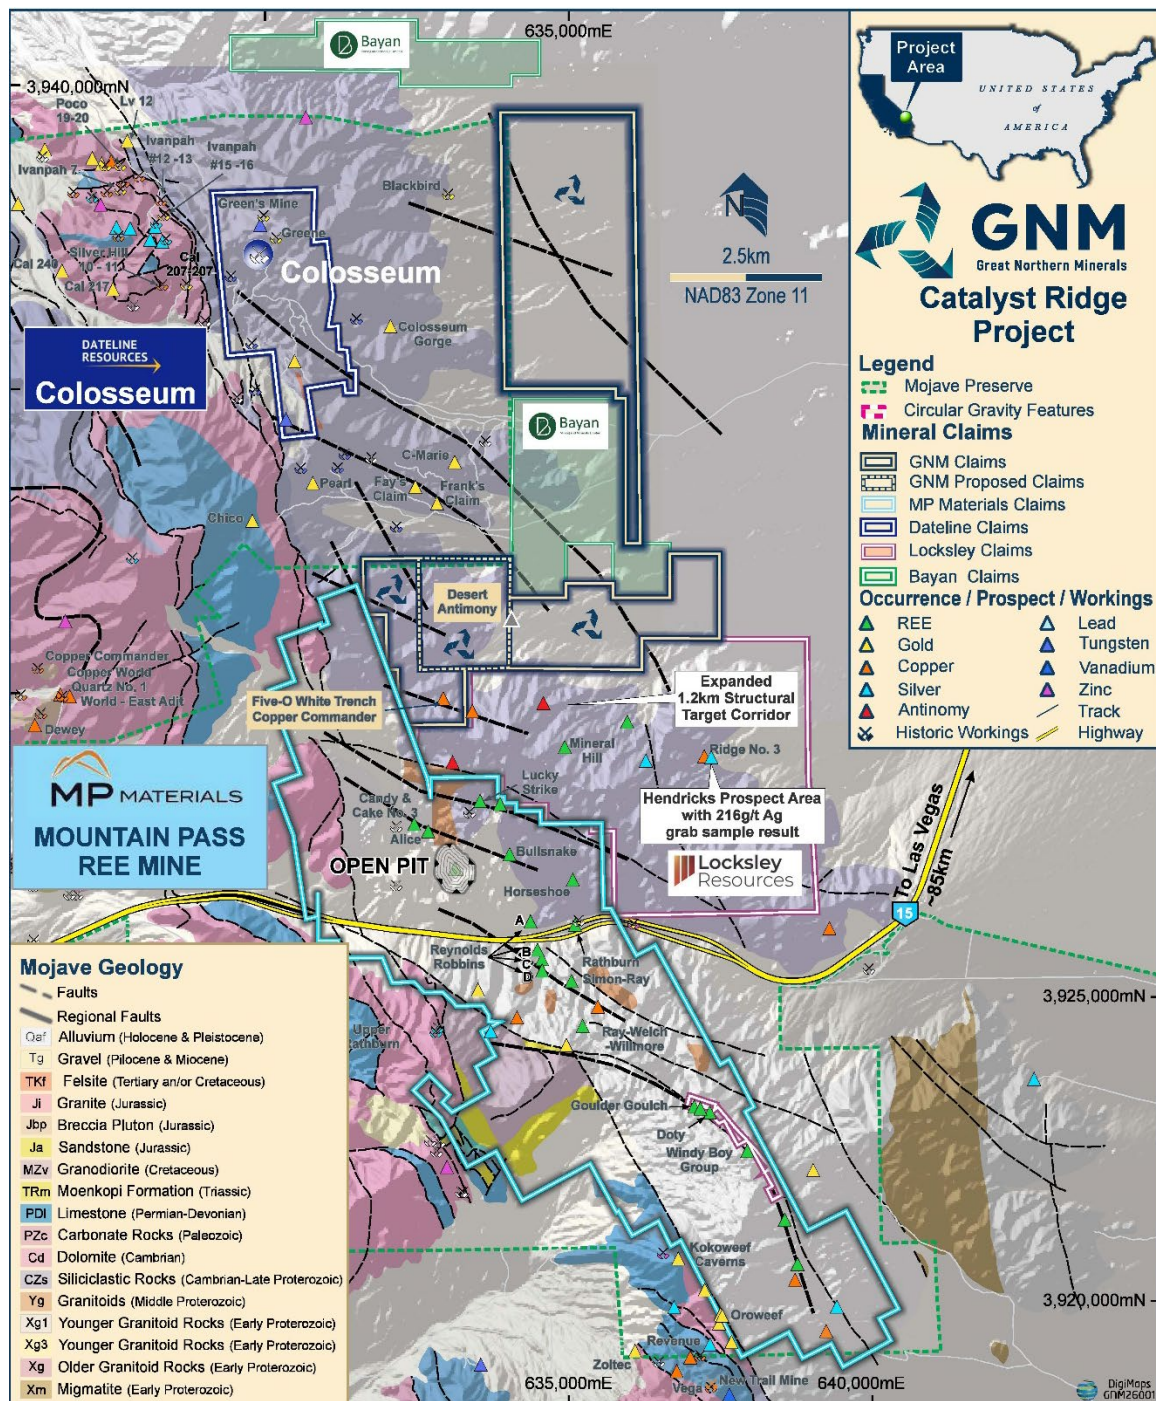 Bayan
635,000mE
3,940,000mN
Poco
19-20
Lv 12
Ivanpah
#12 -13
Ivanpah
#15 -16
Ivanpah 7
Blackbird
Green's Mine
Greene
Silver Hill
10 - 11
Cal
207-207
Cal 240
Cal 217
Colosseum
Colosseum
Gorge
N
2.5km
NAD83 Zone 11
DATELINE
RESOURCES
Colosseum
Bayan
C-Marie
Pearl
Fay's
Claim
Frank's
Claim
Chico
Desert
Antimony
Copper Commander
Copper World
Quartz No. 1
World - East Adit
Dewey
Five-O White Trench
Copper Commander
Expanded
1.2km Structural
Target Corridor
Mineral
Hill
Ridge No. 3
Lucky
Strike
Hendricks Prospect Area
with 216g/t Ag
grab sample result
Candy &
Cake No. 3
Alice
Bullsnake
OPEN PIT
Horseshoe
Locksley
Resources
MP MATERIALS
MOUNTAIN PASS
REE MINE
To Las Vegas
~85km
15
A
B
C
D
Reynolds
Robbins
Rathburn
Simon-Ray
3,925,000mN
Upper
Rathburn
Ray-Welch
-Willmore
Goulder Goulch
Doty
Windy Boy
Group
Kokoweef
Caverns
Oroweef
3,920,000mN
Revenue
Zoltec
Vega
New Trail Mine
635,000mE
640,000mE
DigiMaps
GNM26001
Project
Area
UNITED STATES
of
AMERICA
GNM
Great Northern Minerals
Catalyst Ridge
Project
Legend
Mojave Preserve
Circular Gravity Features
Mineral Claims
GNM Claims
GNM Proposed Claims
MP Materials Claims
Dateline Claims
Locksley Claims
Bayan Claims
Occurrence / Prospect / Workings
REE
Lead
Gold
Tungsten
Copper
Vanadium
Silver
Zinc
Antinomy
Track
Historic Workings
Highway
Mojave Geology
Faults
Regional Faults
Qaf Alluvium (Holocene & Pleistocene)
Tg Gravel (Pilocene & Miocene)
TKf Felsite (Tertiary an/or Cretaceous)
Ji Granite (Jurassic)
Jbp Breccia Pluton (Jurassic)
Ja Sandstone (Jurassic)
MZv Granodiorite (Cretaceous)
TRm Moenkopi Formation (Triassic)
PDl Limestone (Permian-Devonian)
PZc Carbonate Rocks (Paleozoic)
Cd Dolomite (Cambrian)
CZs Siliciclastic Rocks (Cambrian-Late Proterozoic)
Yg Granitoids (Middle Proterozoic)
Xg1 Younger Granitoid Rocks (Early Proterozoic)
Xg3 Younger Granitoid Rocks (Early Proterozoic)
Xg Older Granitoid Rocks (Early Proterozoic)
Xm Migmatite (Early Proterozoic)